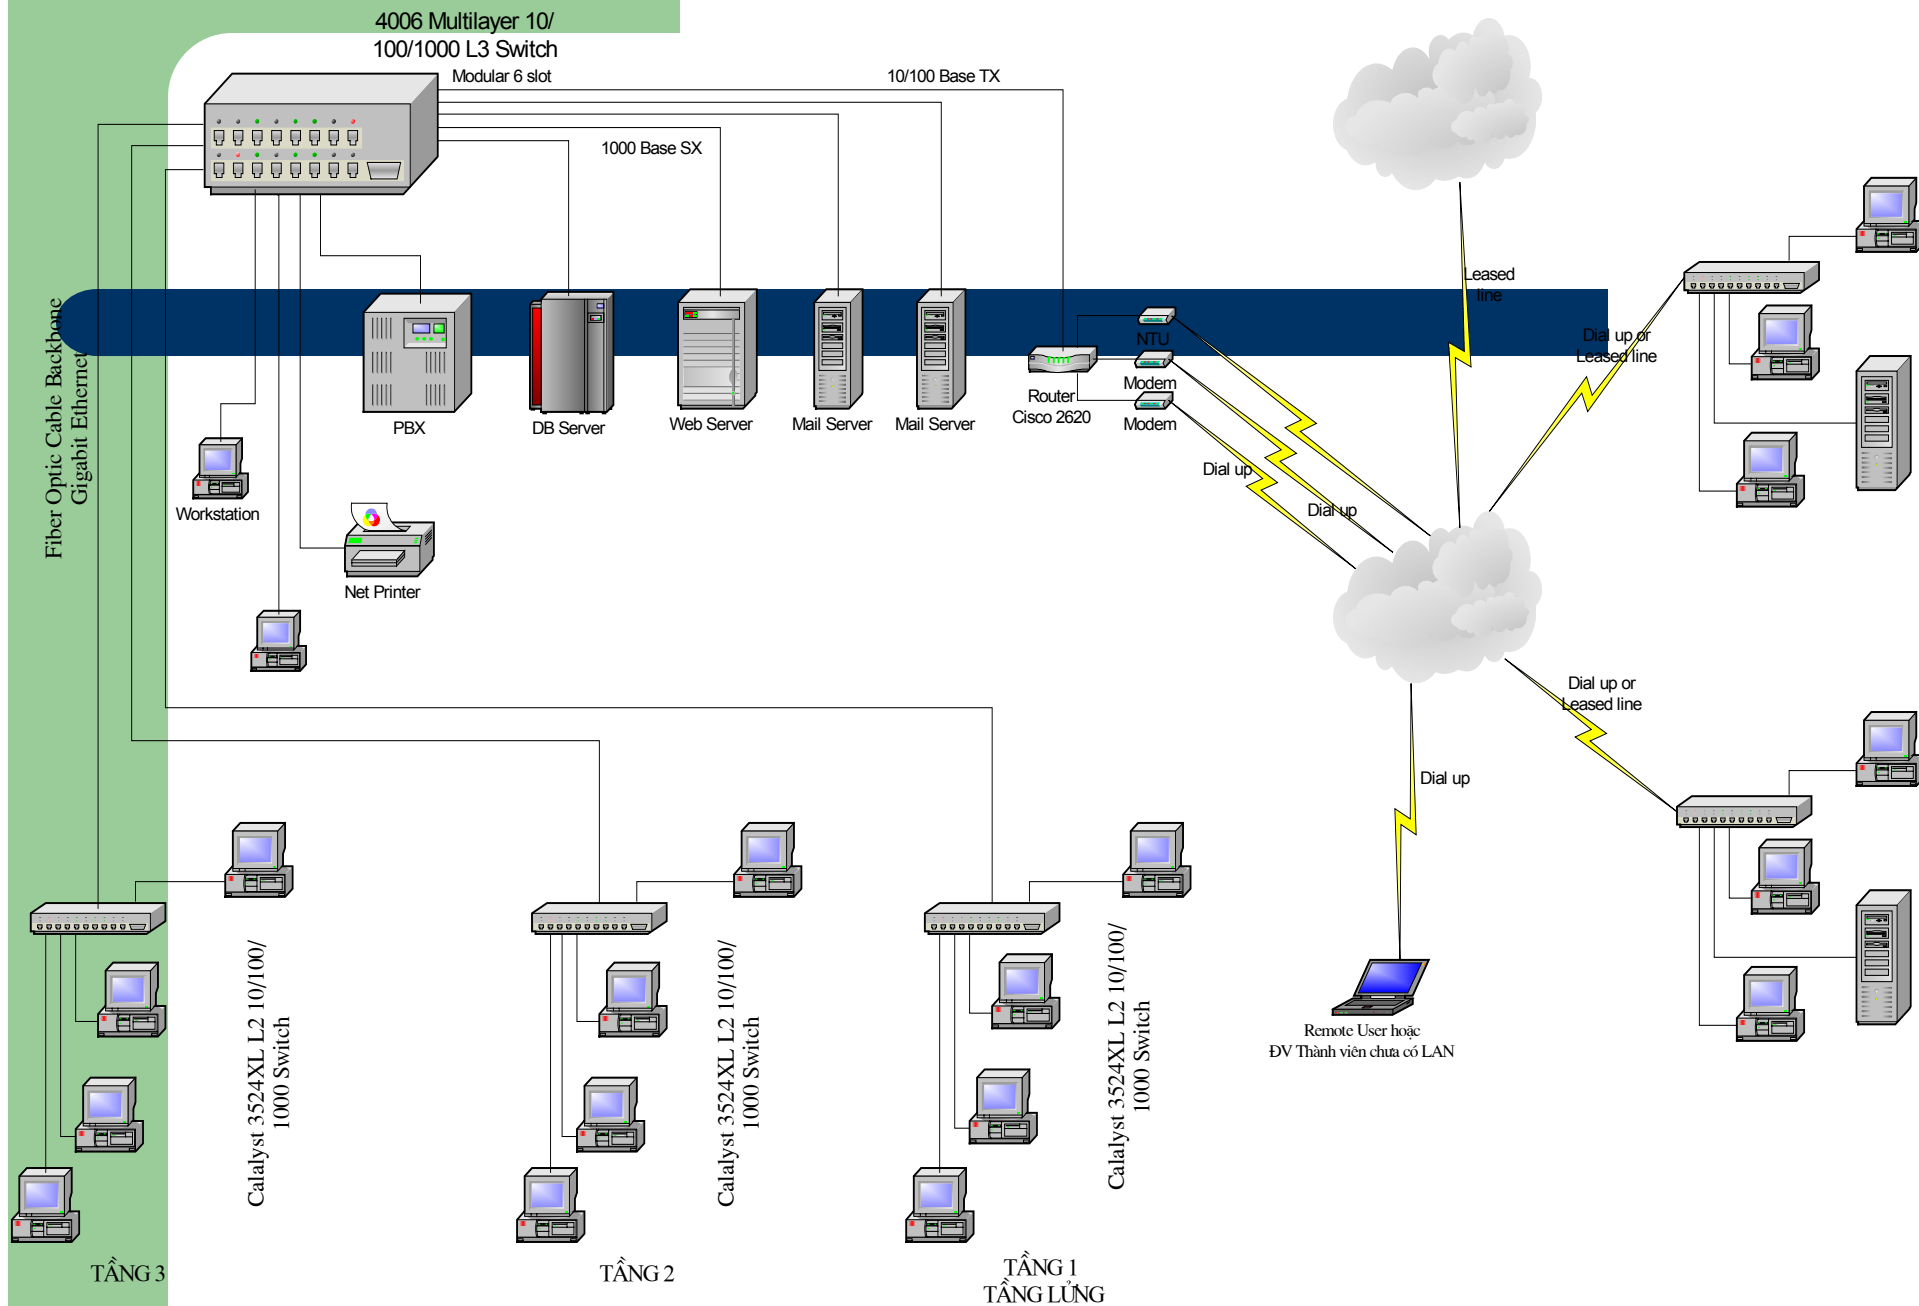 4006 Multilayer 10/
100/1000 L3 Switch
Modular 6 slot
10/100 Base TX
1000 Base SX
Leased
line
Fiber Optic Cable Backbone
Gigabit Ethernet
NTU
Dial up or
Leased line
Modem
Router
Cisco 2620
Modem
PBX
DB Server
Web Server
Mail Server
Mail Server
Dial up
Workstation
Dial up
Net Printer
Dial up or
Leased line
Dial up
Calalyst 3524XL L2 10/100/
1000 Switch
Calalyst 3524XL L2 10/100/
1000 Switch
Calalyst 3524XL L2 10/100/
1000 Switch
Remote User hoặc
ĐV Thành viên chưa có LAN
TẦNG 3
TẦNG 2
TẦNG 1
TẦNG LỬNG